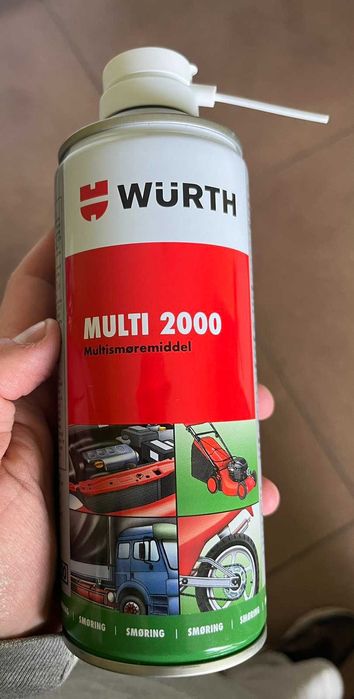 WÜRTH
MULTI 2000
Multismøremiddel
SMØRING | SMØRING | SMØRING | SMØRING